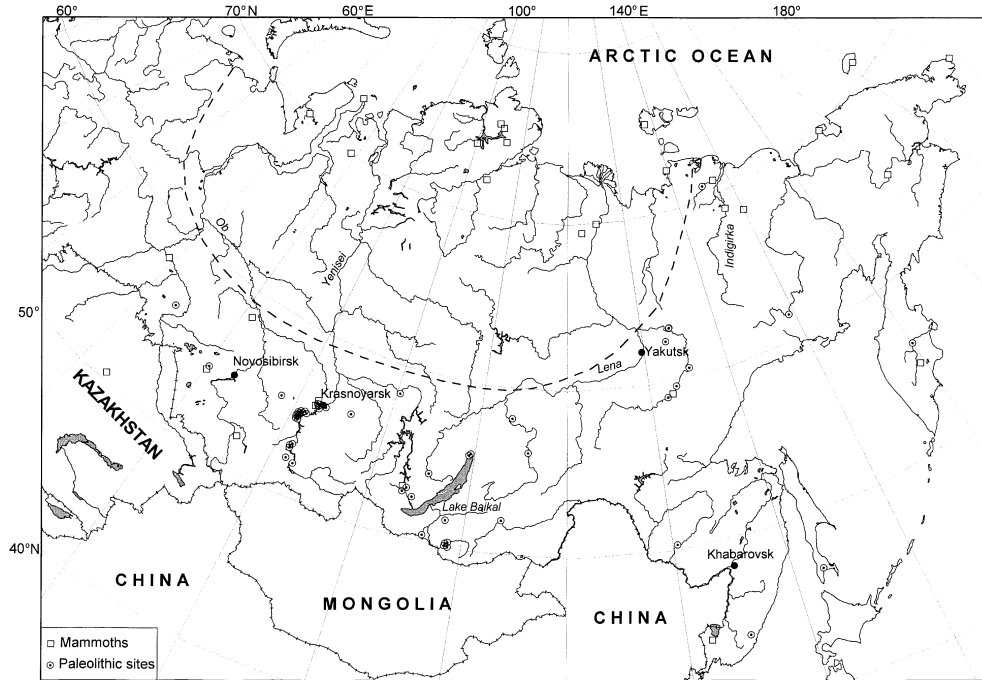 60° 70°N 60°E 100° 140°E 180°
ARCTIC OCEAN
Ob
Yenisei
Indigirka
50°
Novosibirsk
Yakutsk
Lena
KAZAKHSTAN
Krasnoyarsk
Lake Baikal
40°N
Khabarovsk
CHINA
MONGOLIA
CHINA
Mammoths
Paleolithic sites